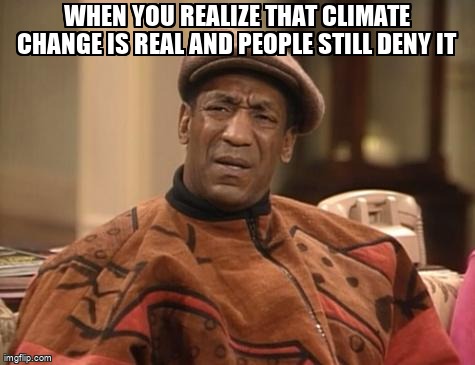 WHEN YOU REALIZE THAT CLIMATE
CHANGE IS REAL AND PEOPLE STILL DENY IT
imgflip.com